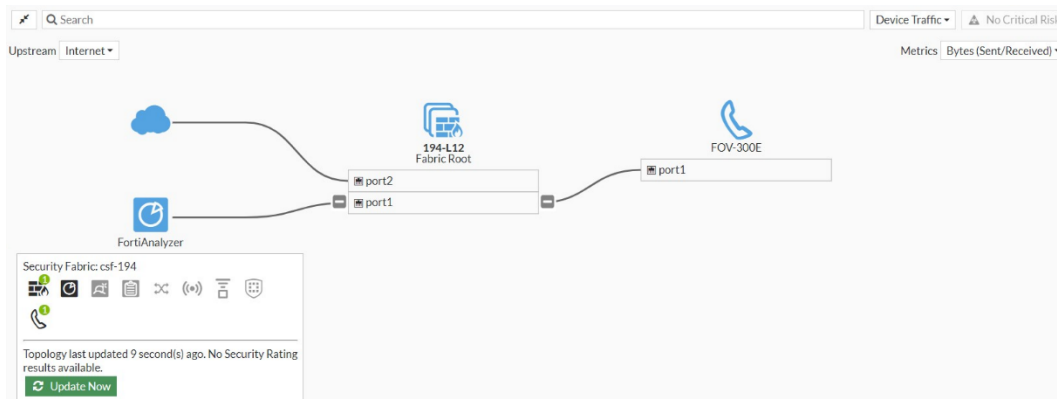 Search
Device Traffic
No Critical Risk
Upstream Internet
Metrics Bytes (Sent/Received)
194-L12
Fabric Root
FOV-300E
port2
port1
port1
FortiAnalyzer
Security Fabric: csf-194
1
1
Topology last updated 9 second(s) ago. No Security Rating
results available.
Update Now